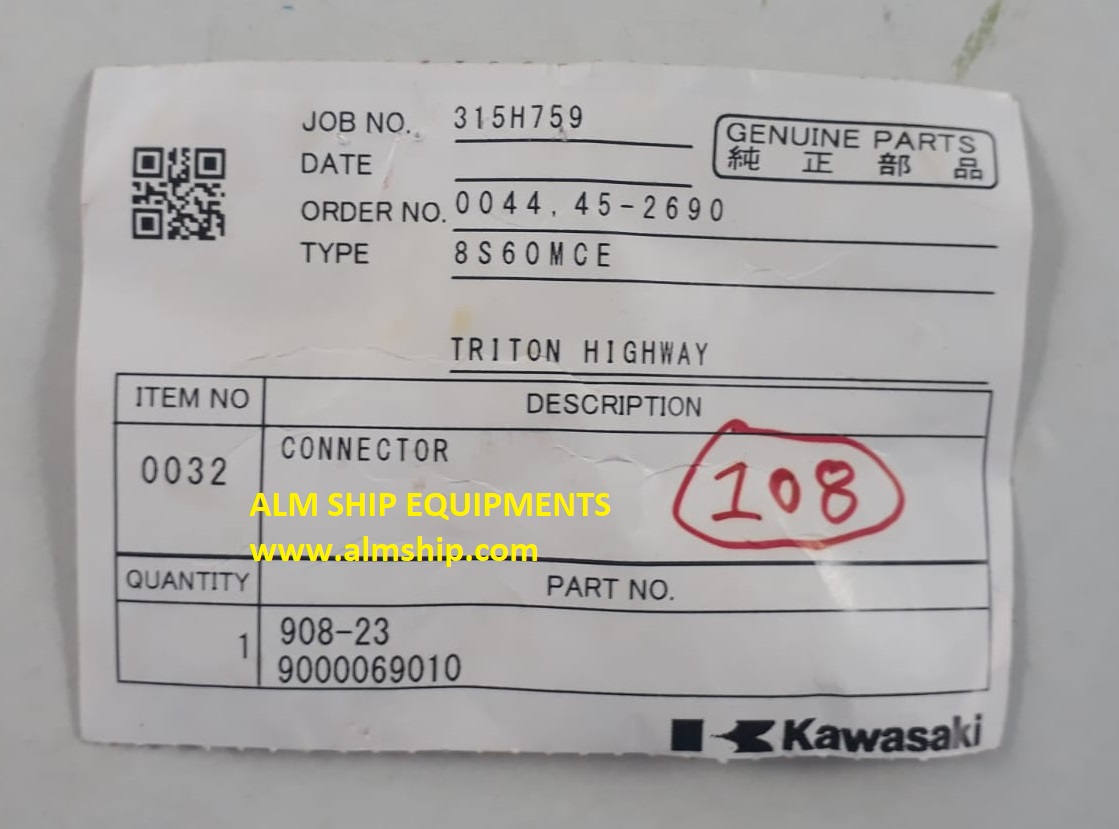 JOB NO. 315H759
GENUINE PARTS
純正部品
DATE
ORDER NO. 0044, 45-2690
TYPE 8S60MCE
TRITON HIGHWAY
ITEM NO DESCRIPTION
0032 CONNECTOR
108
ALM SHIP EQUIPMENTS
www.almship.com
QUANTITY PART NO.
1 908-23
9000069010
Kawasaki